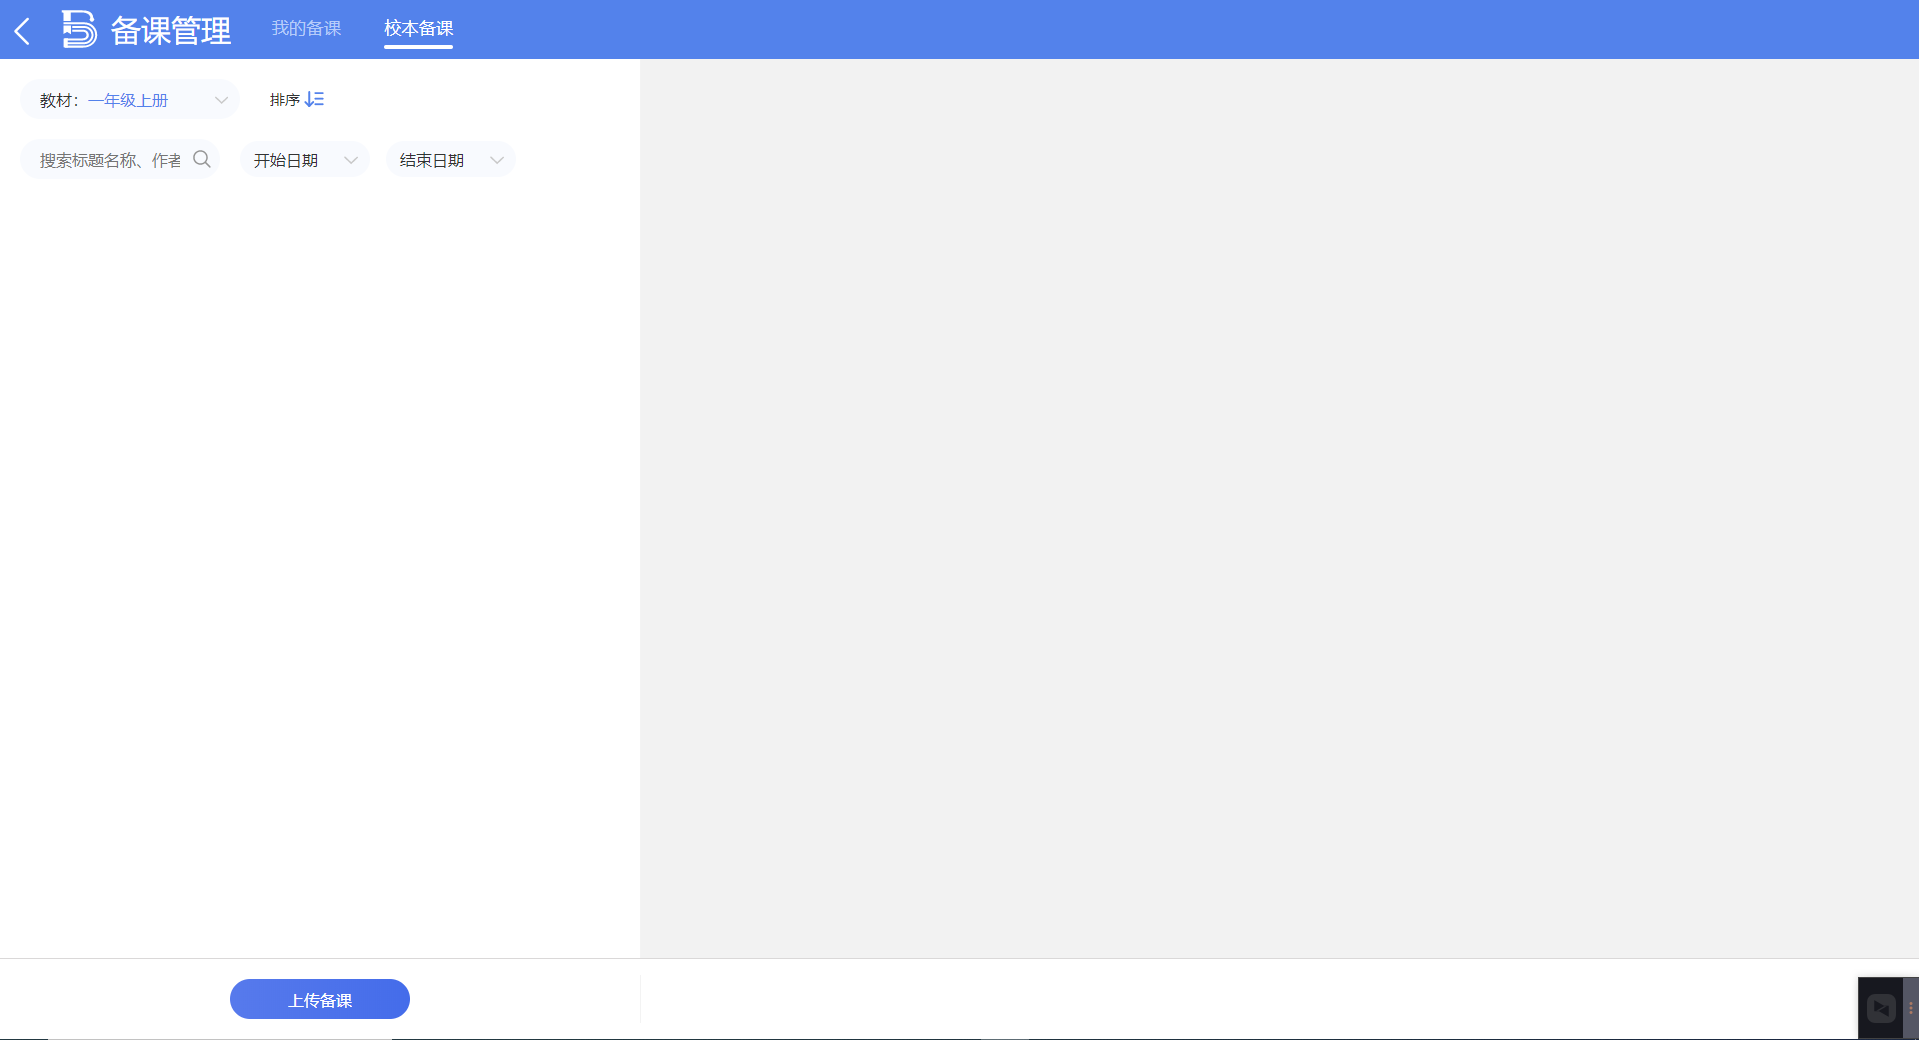 备课管理 我的备课 校本备课
教材：一年级上册 排序
搜索标题名称、作者 开始日期 结束日期
上传备课